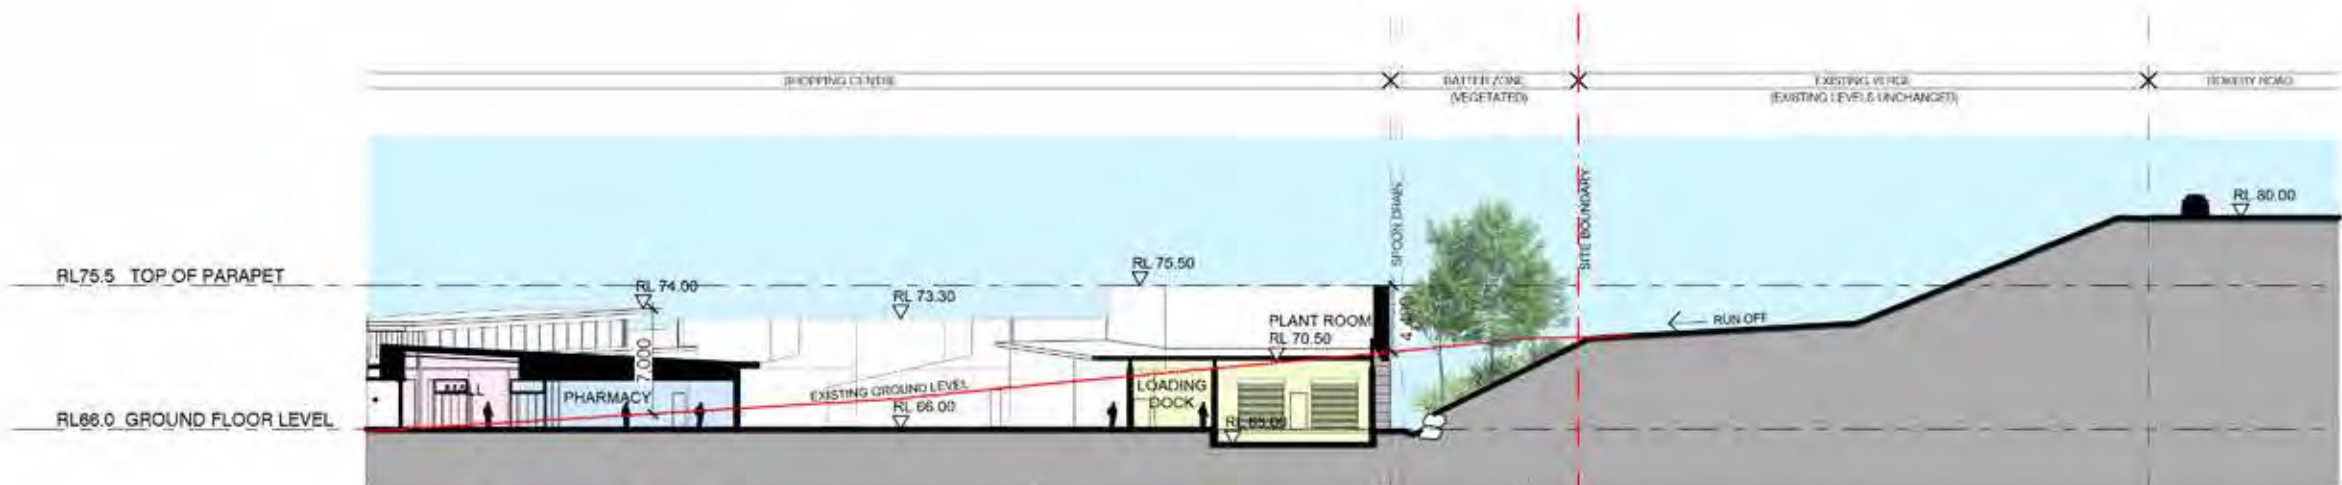 SHOPPING CENTRE
BATTER ZONE
(VEGETATED)
EXISTING VERGE
(EXISTING LEVELS UNCHANGED)
ROAD
SPOON DRAIN
SITE BOUNDARY
RL 80.00
RL75.5 TOP OF PARAPET
RL 74.00
RL 73.30
RL 75.50
PLANT ROOM
RL 70.50
RUN OFF
7.000
MALL
PHARMACY
EXISTING GROUND LEVEL
RL 66.00
LOADING
DOCK
RL 65.00
RL66.0 GROUND FLOOR LEVEL